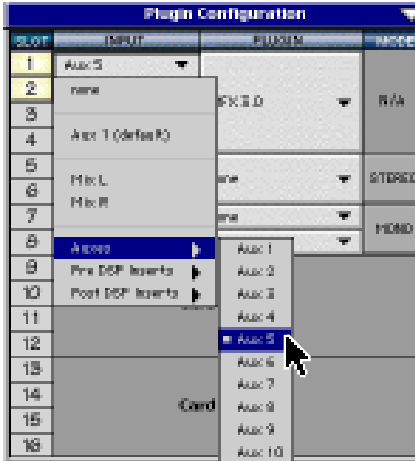 Plugin Configuration
SLOT INPUT PLUGIN MODE
1 Aux 5
2 none
FX 2.0 N/A
3
4 Aux 1 (default)
5
Mix L STEREO
6 Mix R
7
MONO
8 Auxes Aux 1
9 Pre DSP Inserts Aux 2
10 Post DSP Inserts Aux 3
11 Aux 4
12 Aux 5
13 Aux 6
14 Aux 7
Card Aux 8
15 Aux 9
16 Aux 10